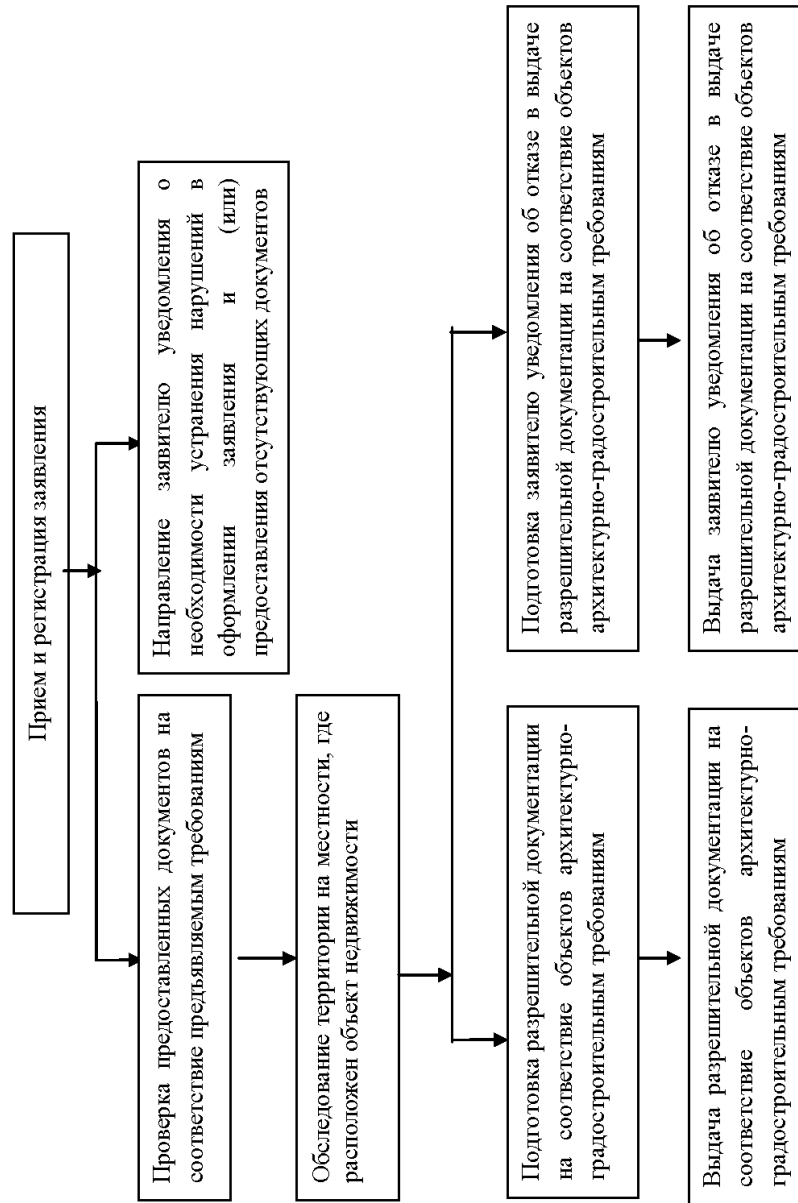 Прием и регистрация заявления
Проверка предоставленных документов на
соответствие предъявляемым требованиям
Направление заявителю уведомления о
необходимости устранения нарушений в
оформлении заявления и (или)
предоставления отсутствующих документов
Обследование территории на местности, где
расположен объект недвижимости
Подготовка разрешительной документации
на соответствие объектов архитектурно-
градостроительным требованиям
Подготовка заявителю уведомления об отказе в выдаче
разрешительной документации на соответствие объектов
архитектурно-градостроительным требованиям
Выдача разрешительной документации на
соответствие объектов архитектурно-
градостроительным требованиям
Выдача заявителю уведомления об отказе в выдаче
разрешительной документации на соответствие объектов
архитектурно-градостроительным требованиям